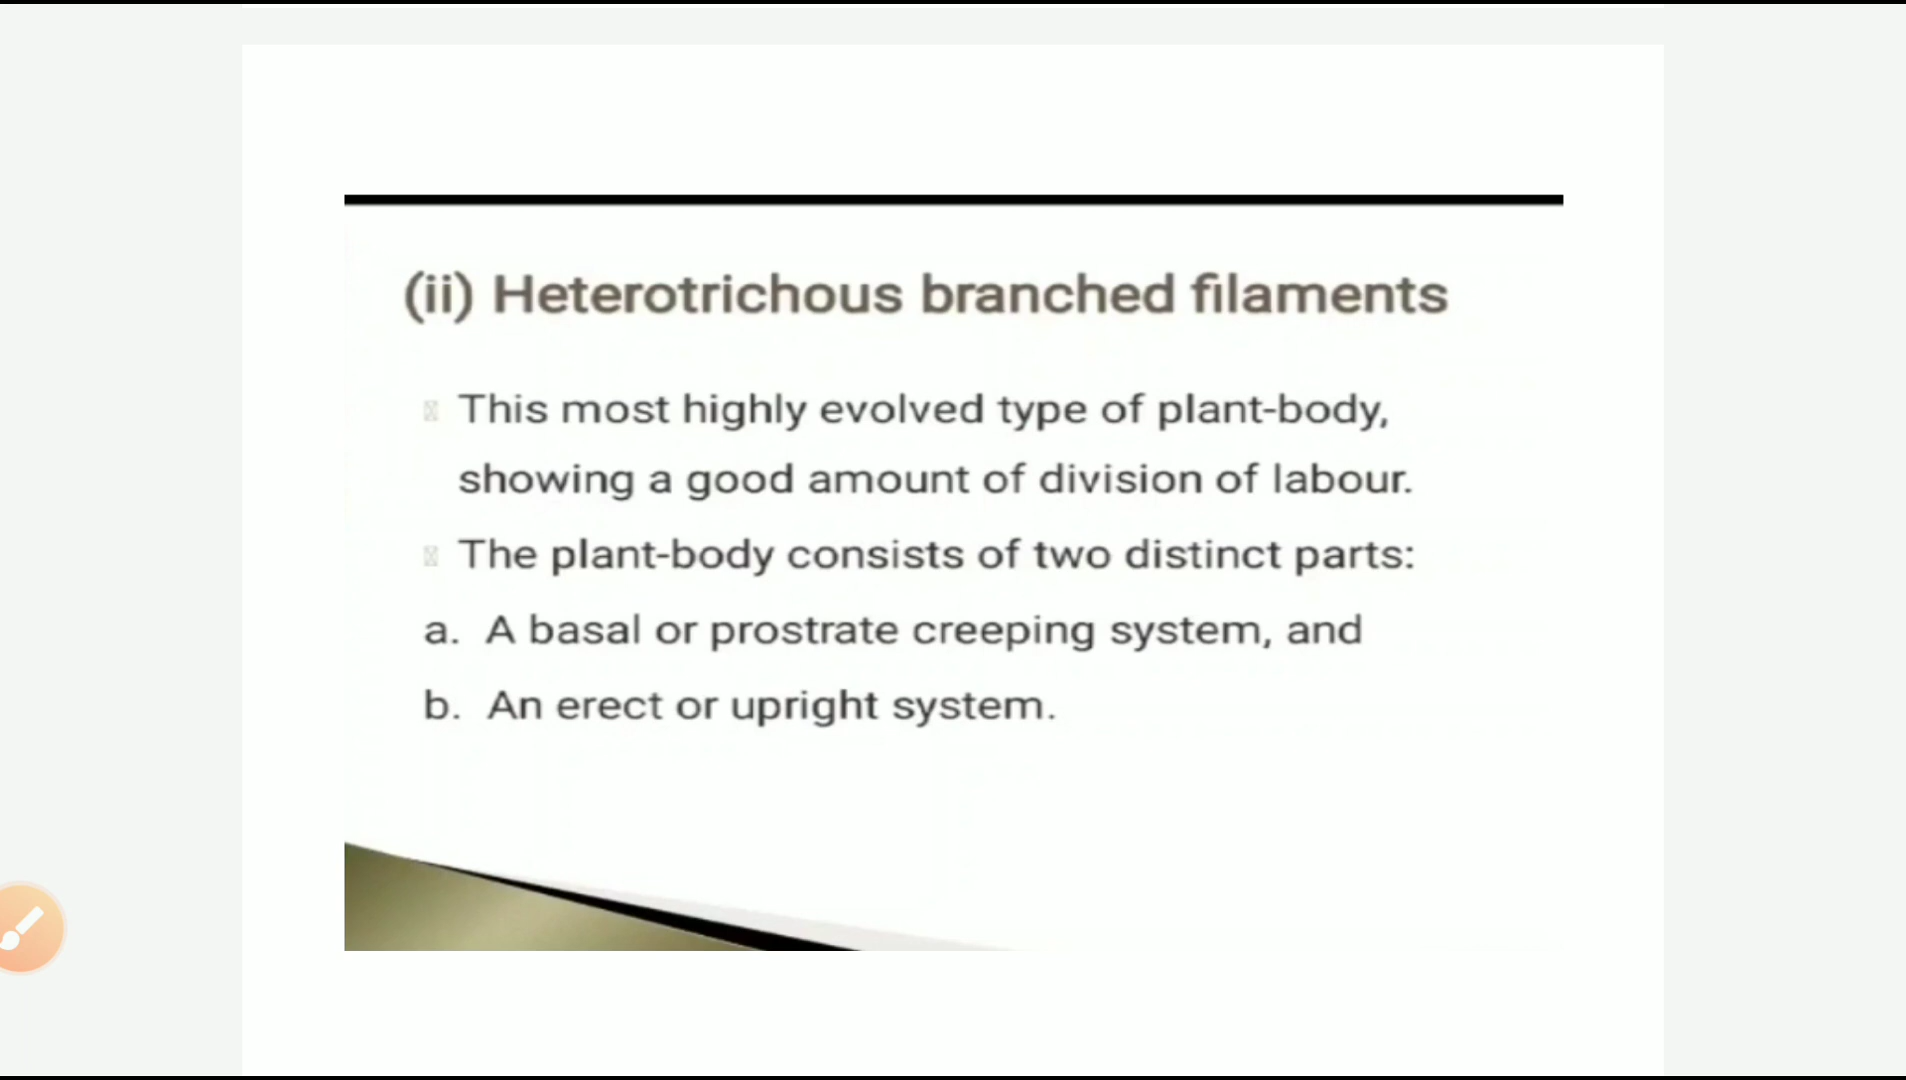 (ii) Heterotrichous branched filaments
This most highly evolved type of plant-body,
showing a good amount of division of labour.
The plant-body consists of two distinct parts:
a. A basal or prostrate creeping system, and
b. An erect or upright system.